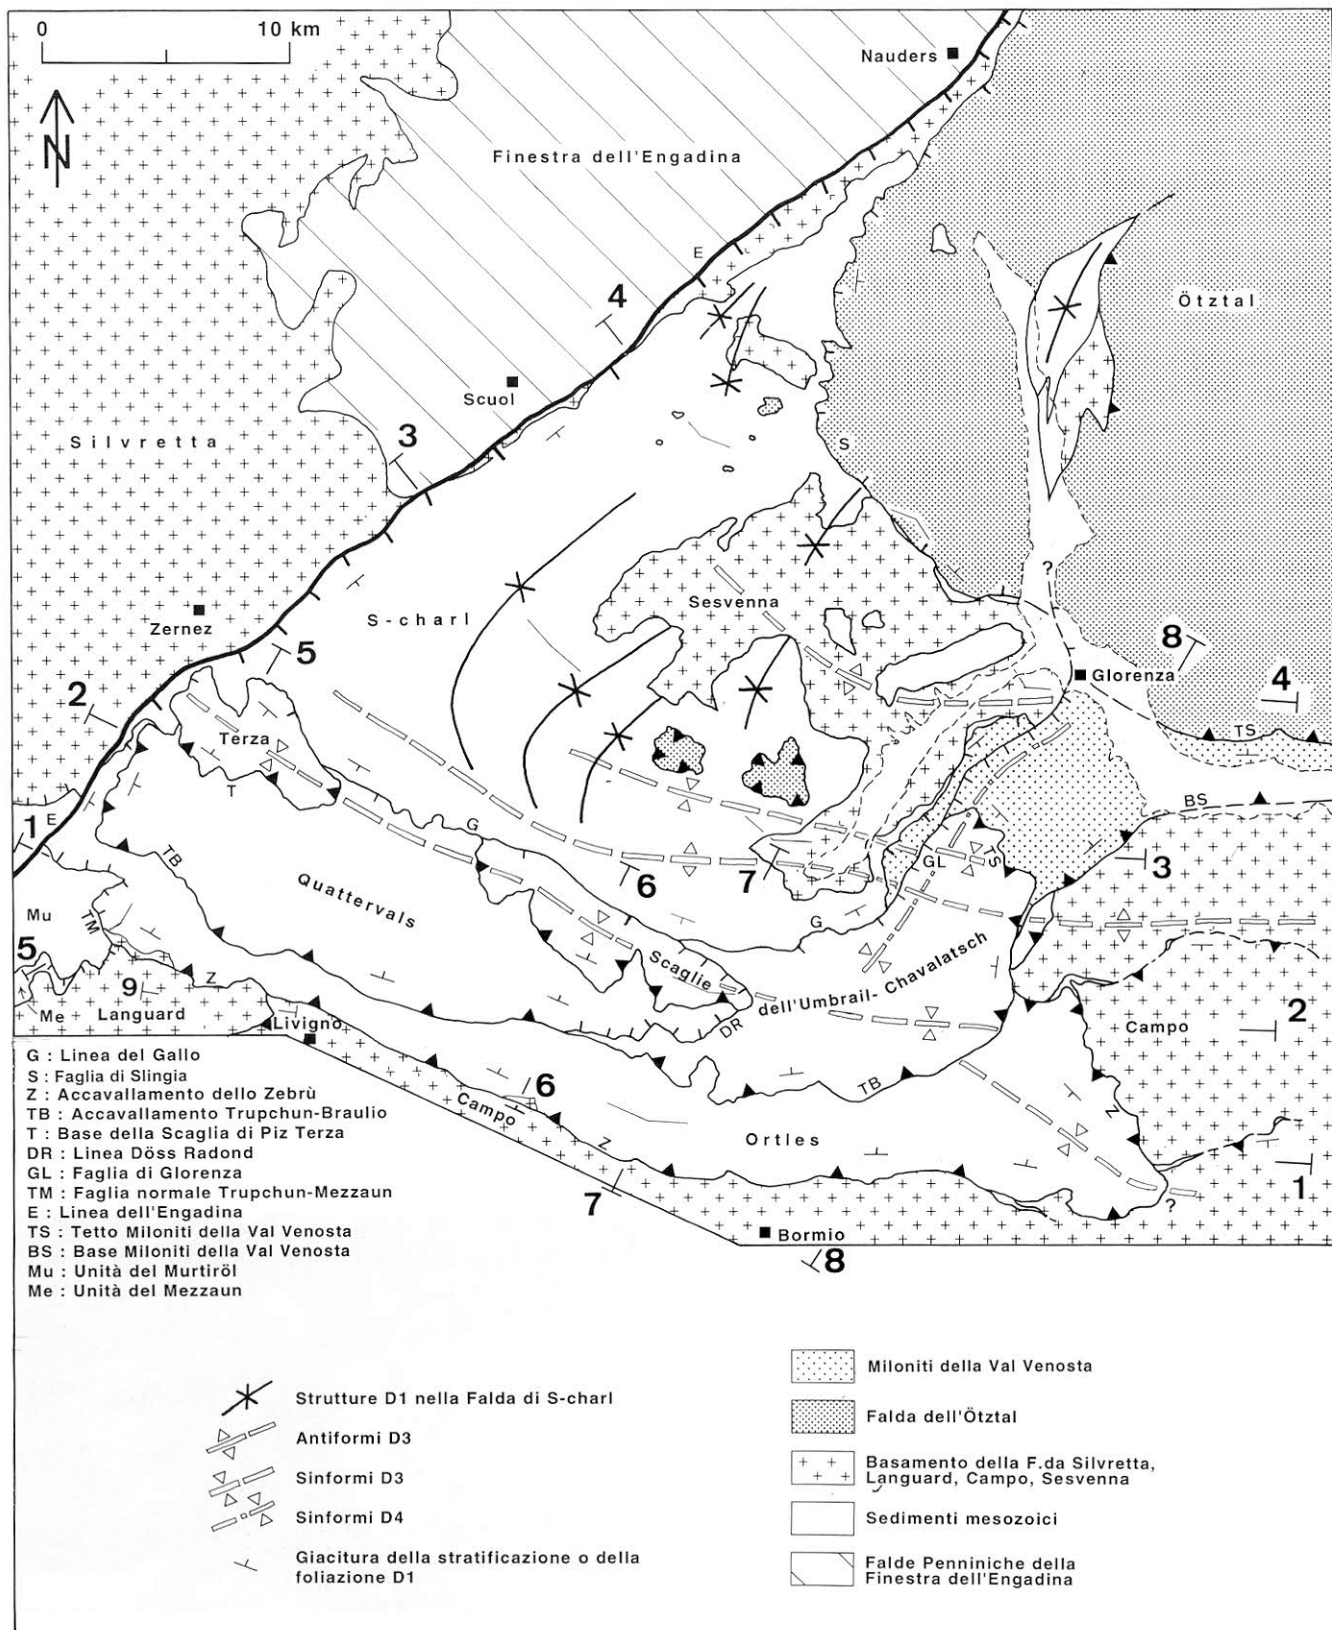 0 10 km
N
Nauders
Finestra dell'Engadina
E
Ötztal
4
Scuol
Silvretta
3
S
?
Sesvenna
S-charl
Zernez
5
8
Glorenza
4
2
Terza
TS
T
BS
E
1
G
TB
GL
TS
3
Quattervals
6
7
Mu
TM
G
5
Scaglie
dell'Umbrail-Chavalatsch
Z
9
Me
Languard
Livigno
DR
Campo
2
TB
6
Campo
Z
Z
Ortles
1
7
?
Bormio
8
G : Linea del Gallo
S : Faglia di Slingia
Z : Accavallamento dello Zebrù
TB : Accavallamento Trupchun-Braulio
T : Base della Scaglia di Piz Terza
DR : Linea Döss Radond
GL : Faglia di Glorenza
TM : Faglia normale Trupchun-Mezzaun
E : Linea dell'Engadina
TS : Tetto Miloniti della Val Venosta
BS : Base Miloniti della Val Venosta
Mu : Unità del Murtiröl
Me : Unità del Mezzaun
Strutture D1 nella Falda di S-charl
Antiformi D3
Sinformi D3
Sinformi D4
Giacitura della stratificazione o della
foliazione D1
Miloniti della Val Venosta
Falda dell'Ötztal
Basamento della F.da Silvretta,
Languard, Campo, Sesvenna
Sedimenti mesozoici
Falde Penniniche della
Finestra dell'Engadina